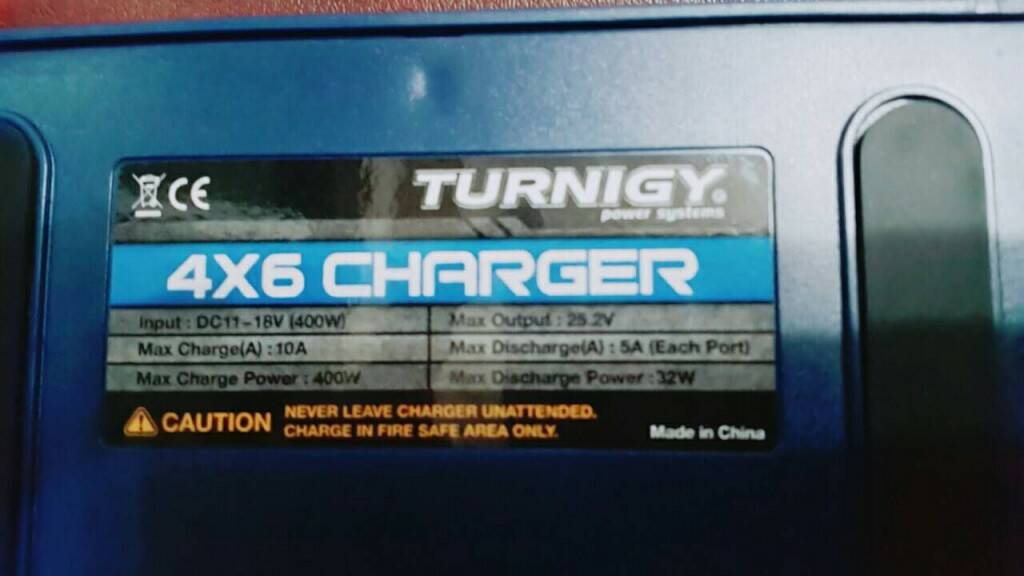 CE
TURNIGY
power systems
4X6 CHARGER
Input : DC11-18V (400W)
Max Output : 25.2V
Max Charge(A) : 10A
Max Discharge(A) : 5A (Each Port)
Max Charge Power : 400W
Max Discharge Power : 32W
CAUTION
NEVER LEAVE CHARGER UNATTENDED.
CHARGE IN FIRE SAFE AREA ONLY.
Made in China